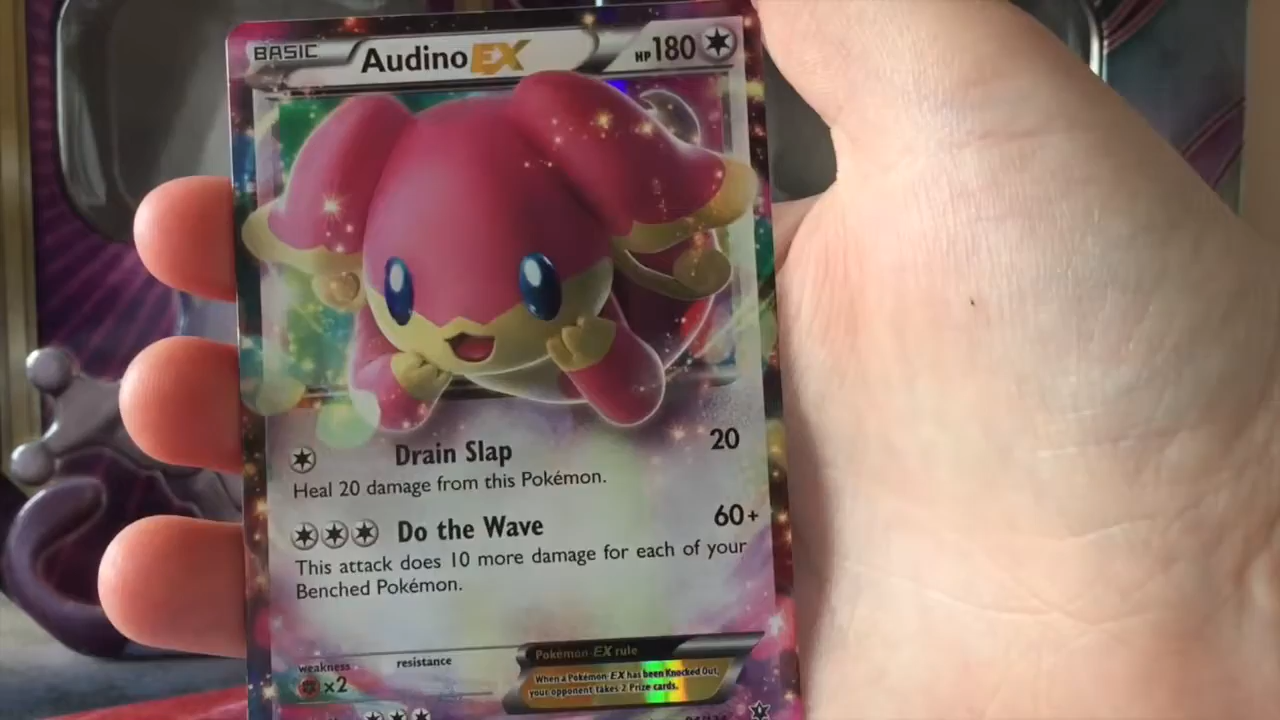 BASIC Audino EX HP 180
Drain Slap 20
Heal 20 damage from this Pokémon.
Do the Wave 60+
This attack does 10 more damage for each of your
Benched Pokémon.
weakness resistance
×2
Pokémon-EX rule
When a Pokémon-EX has been Knocked Out,
your opponent takes 2 Prize cards.